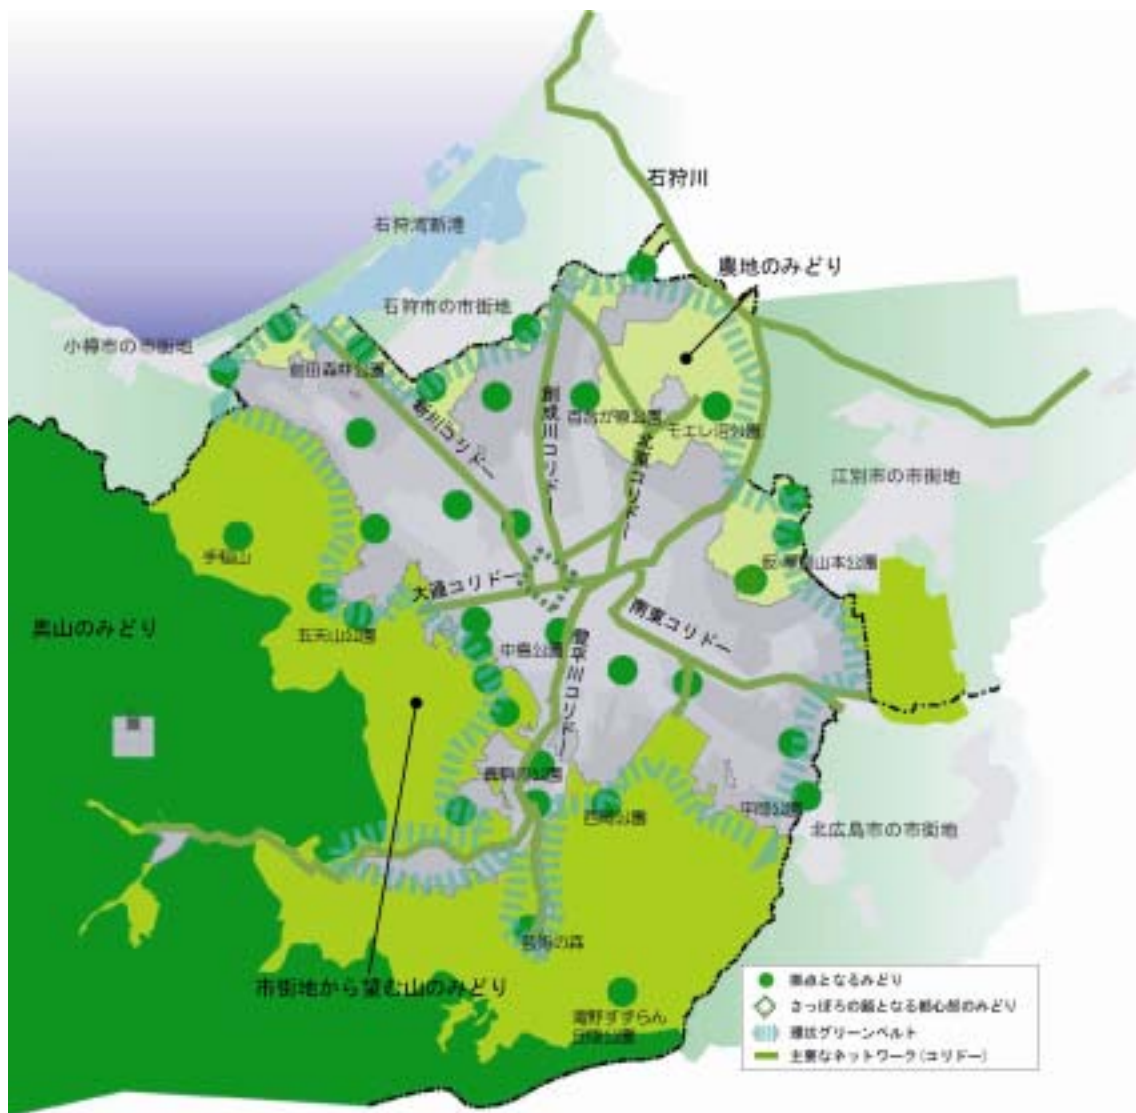 石狩川
石狩湾新港
農地のみどり
石狩市の市街地
小樽市の市街地
前田森林公園
新川コリドー
創成川コリドー
百合が原公園
モエレ沼公園
北東コリドー
江別市の市街地
手稲山
大通コリドー
山本公園
南東コリドー
奥山のみどり
五天山公園
中島公園
豊平川コリドー
西岡公園
北広島市の市街地
芸術の森
市街地から望む山のみどり
滝野すずらん
丘陵公園
拠点となるみどり
さっぽろの顔となる都心部のみどり
環状グリーンベルト
主要なネットワーク(コリドー)